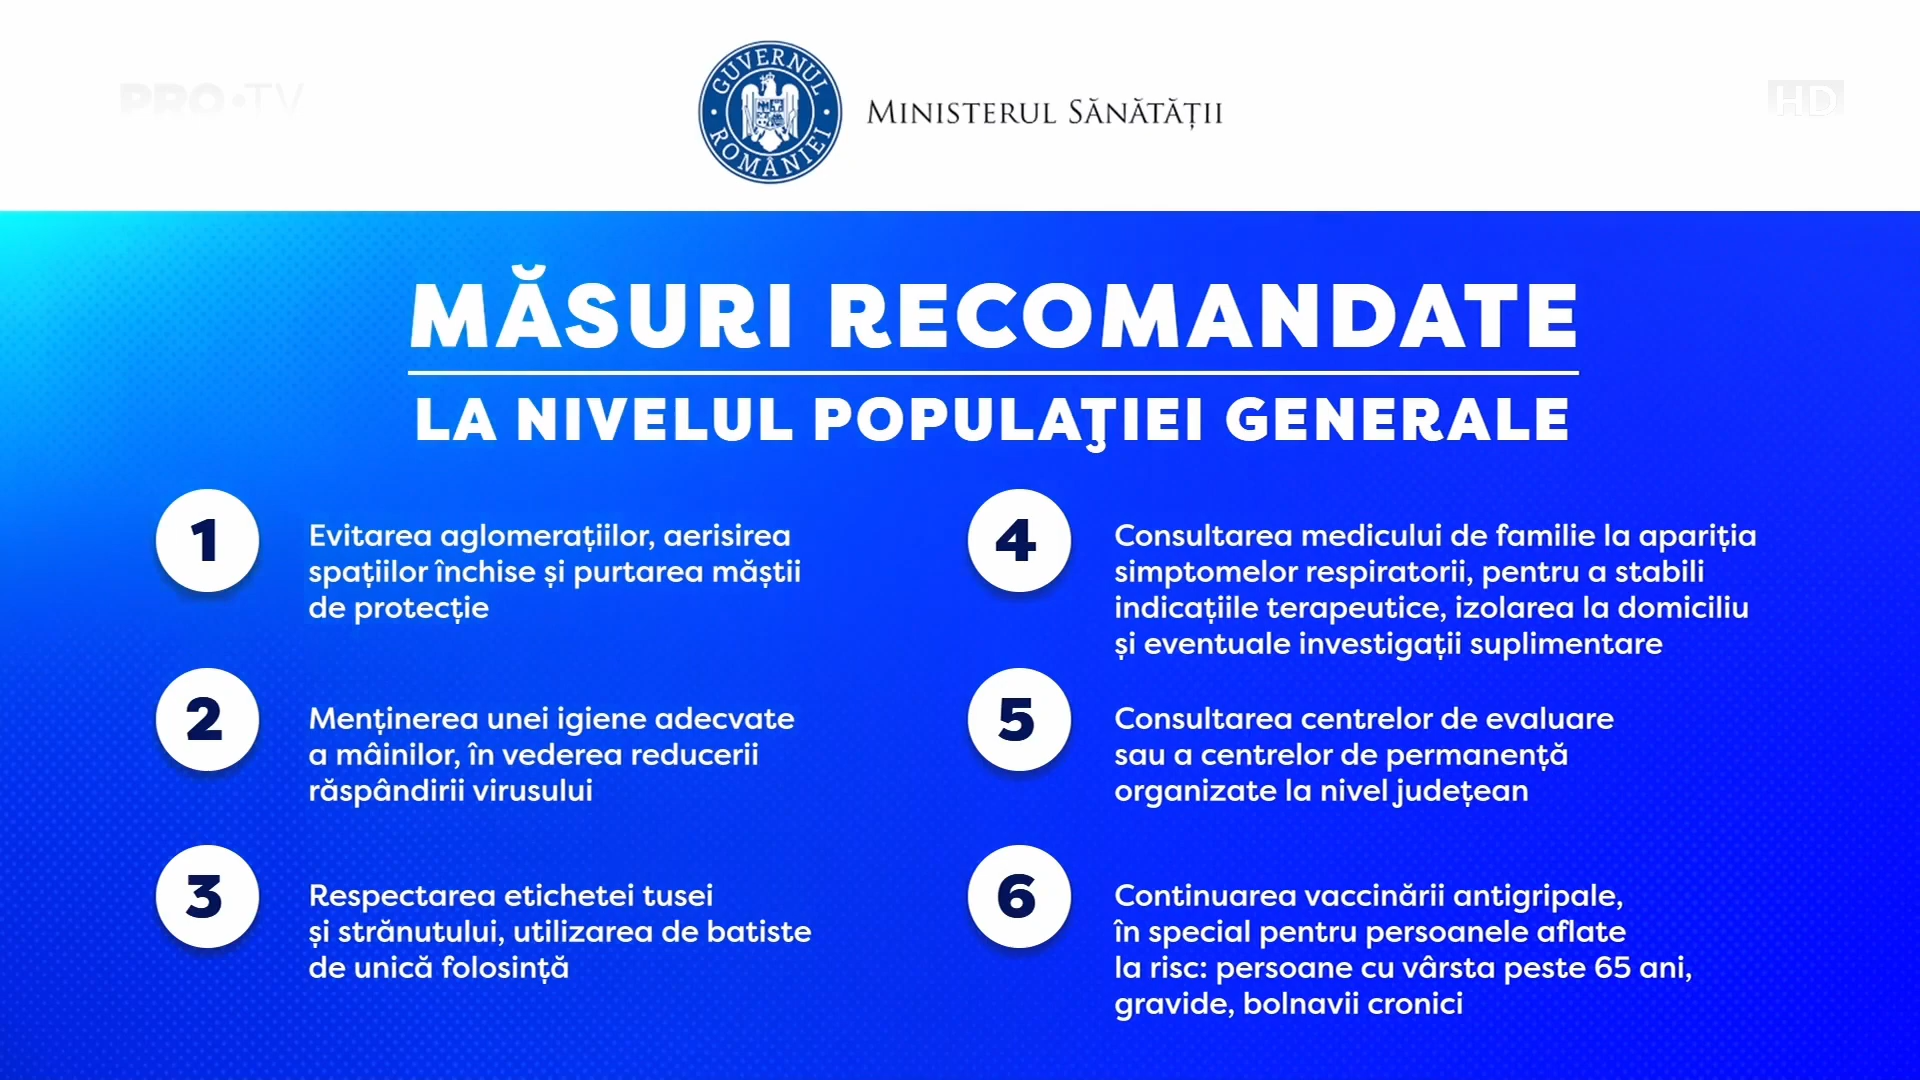 PRO•TV
HD
GUVERNUL ROMÂNIEI
MINISTERUL SĂNĂTĂȚII
MĂSURI RECOMANDATE
LA NIVELUL POPULAŢIEI GENERALE
1
Evitarea aglomerațiilor, aerisirea
spațiilor închise și purtarea măștii
de protecție
2
Menținerea unei igiene adecvate
a mâinilor, în vederea reducerii
răspândirii virusului
3
Respectarea etichetei tusei
și strănutului, utilizarea de batiste
de unică folosință
4
Consultarea medicului de familie la apariția
simptomelor respiratorii, pentru a stabili
indicațiile terapeutice, izolarea la domiciliu
și eventuale investigații suplimentare
5
Consultarea centrelor de evaluare
sau a centrelor de permanență
organizate la nivel județean
6
Continuarea vaccinării antigripale,
în special pentru persoanele aflate
la risc: persoane cu vârsta peste 65 ani,
gravide, bolnavii cronici